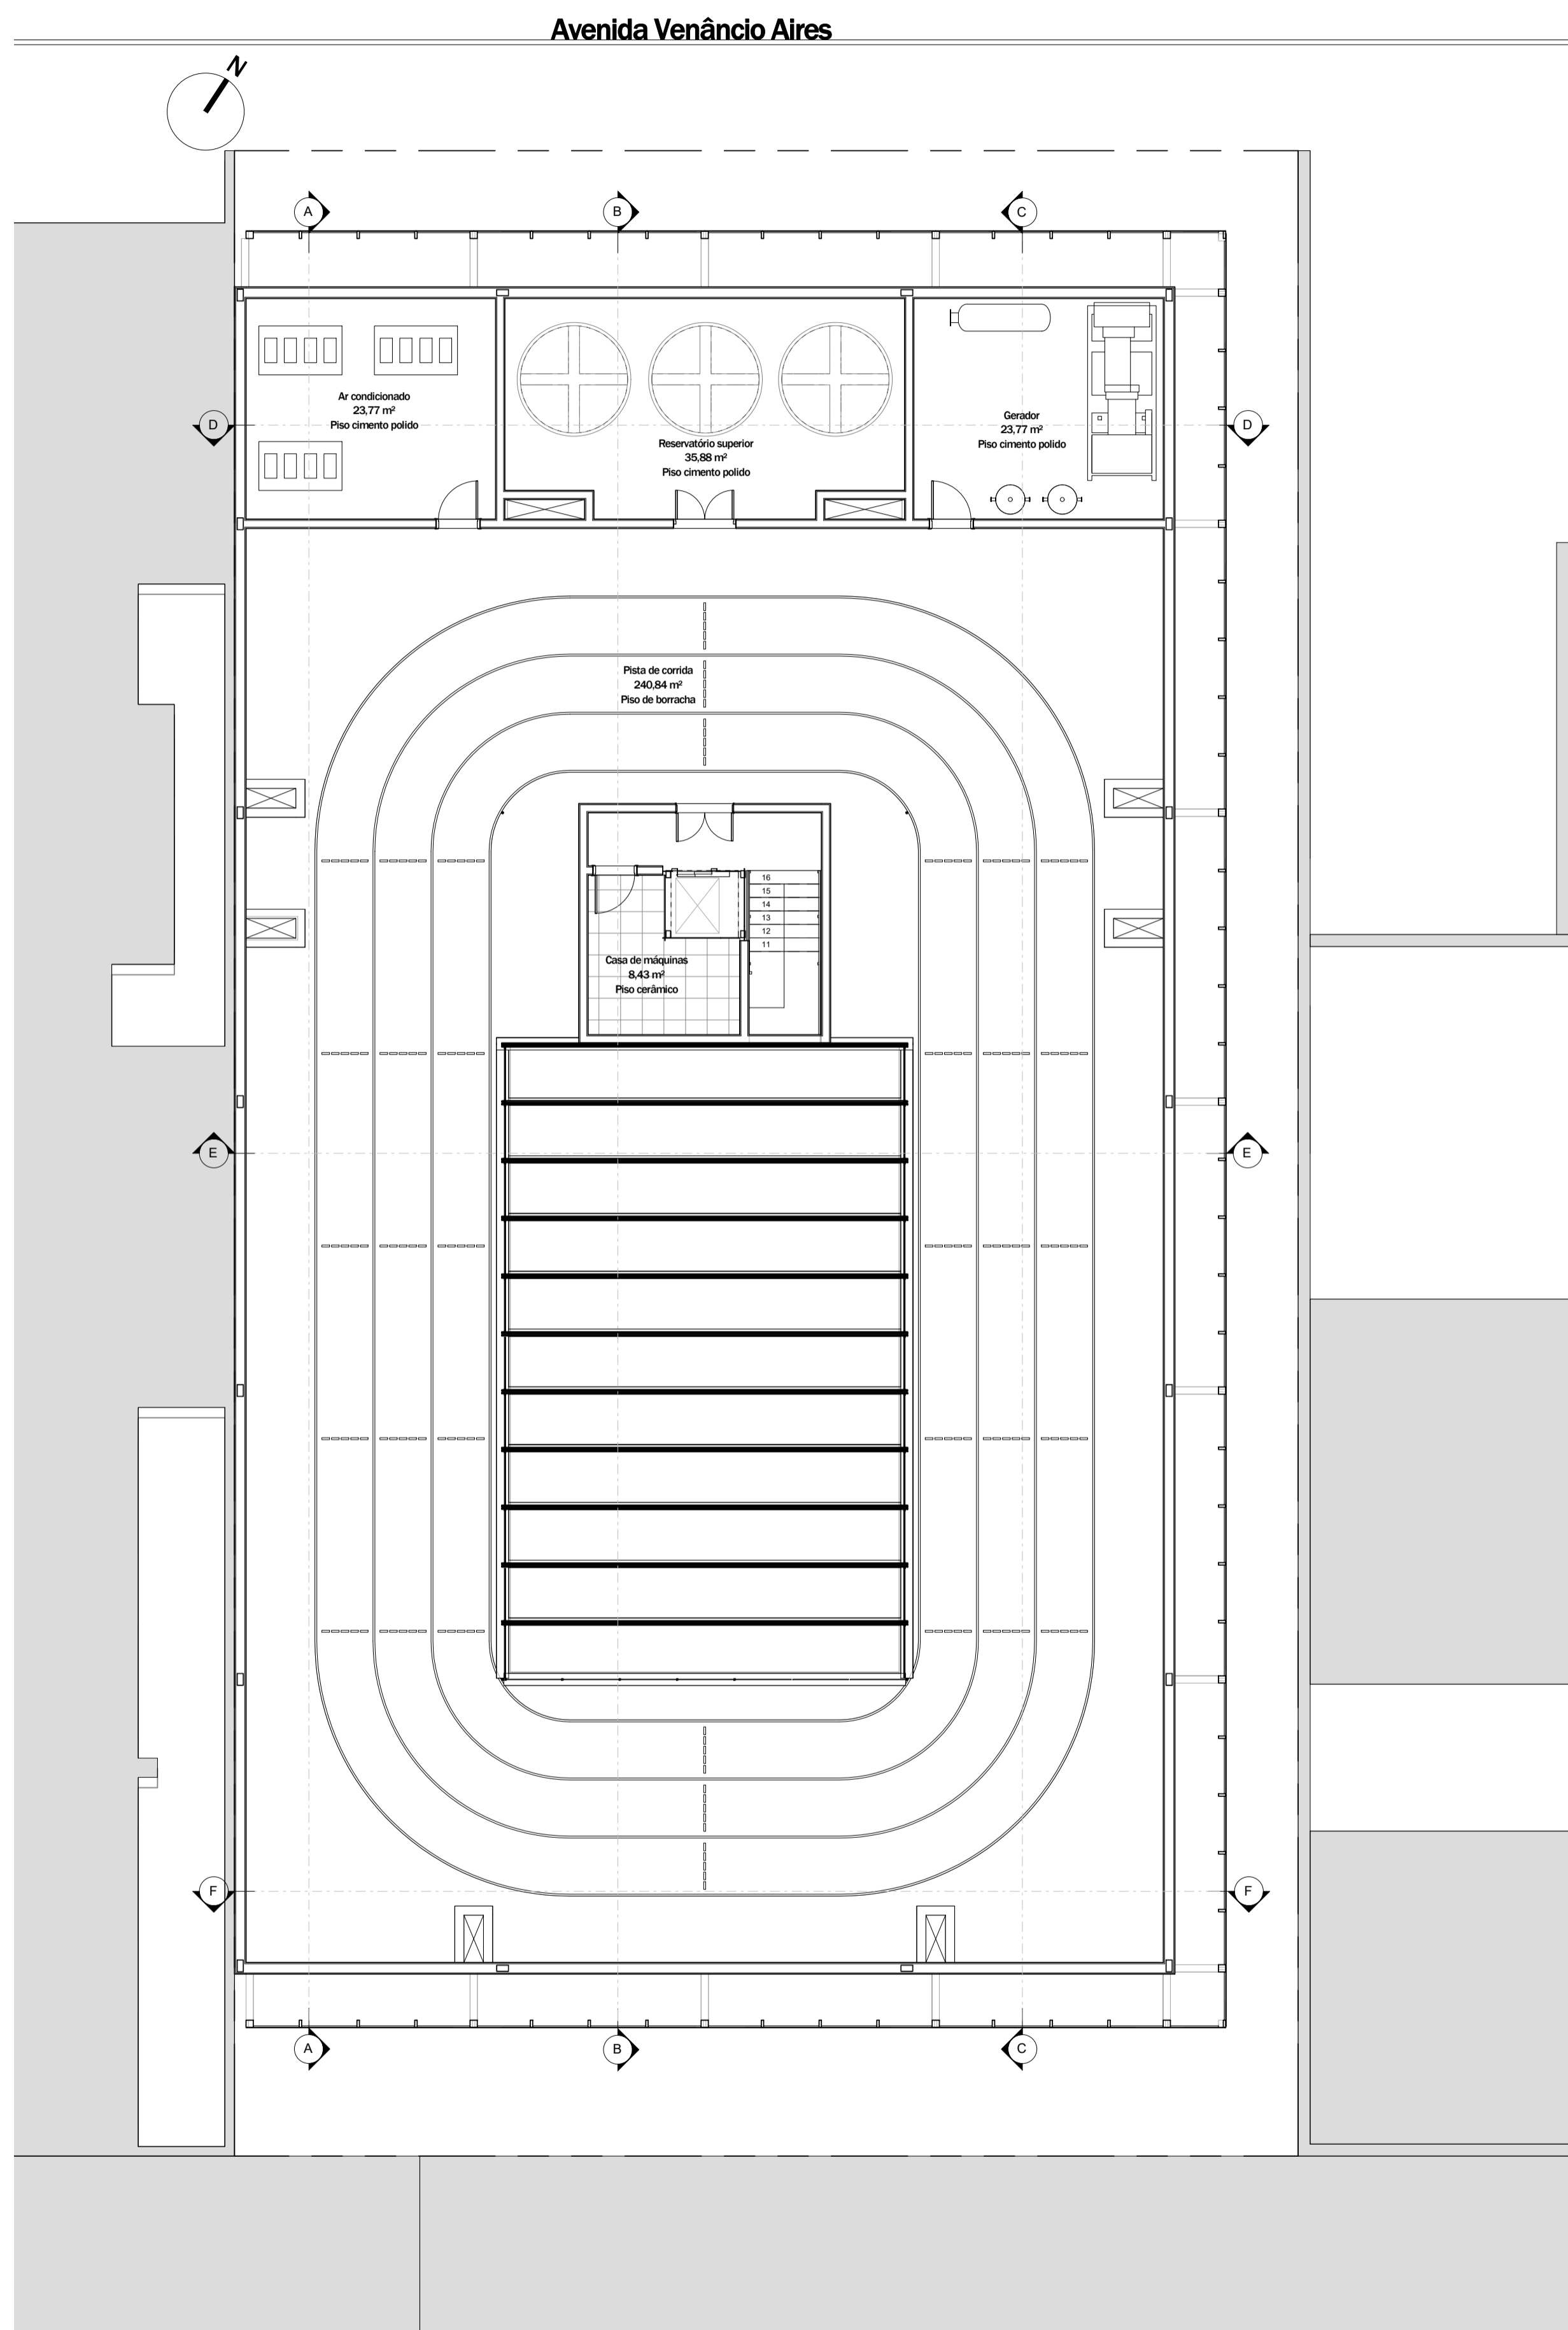 Avenida Venâncio Aires
N
A
B
C
Ar condicionado
23,77 m²
Piso cimento polido
Reservatório superior
35,88 m²
Piso cimento polido
Gerador
23,77 m²
Piso cimento polido
D
D
Pista de corrida
240,84 m²
Piso de borracha
16
15
14
13
12
11
Casa de máquinas
8,43 m²
Piso cerâmico
E
E
F
F
A
B
C